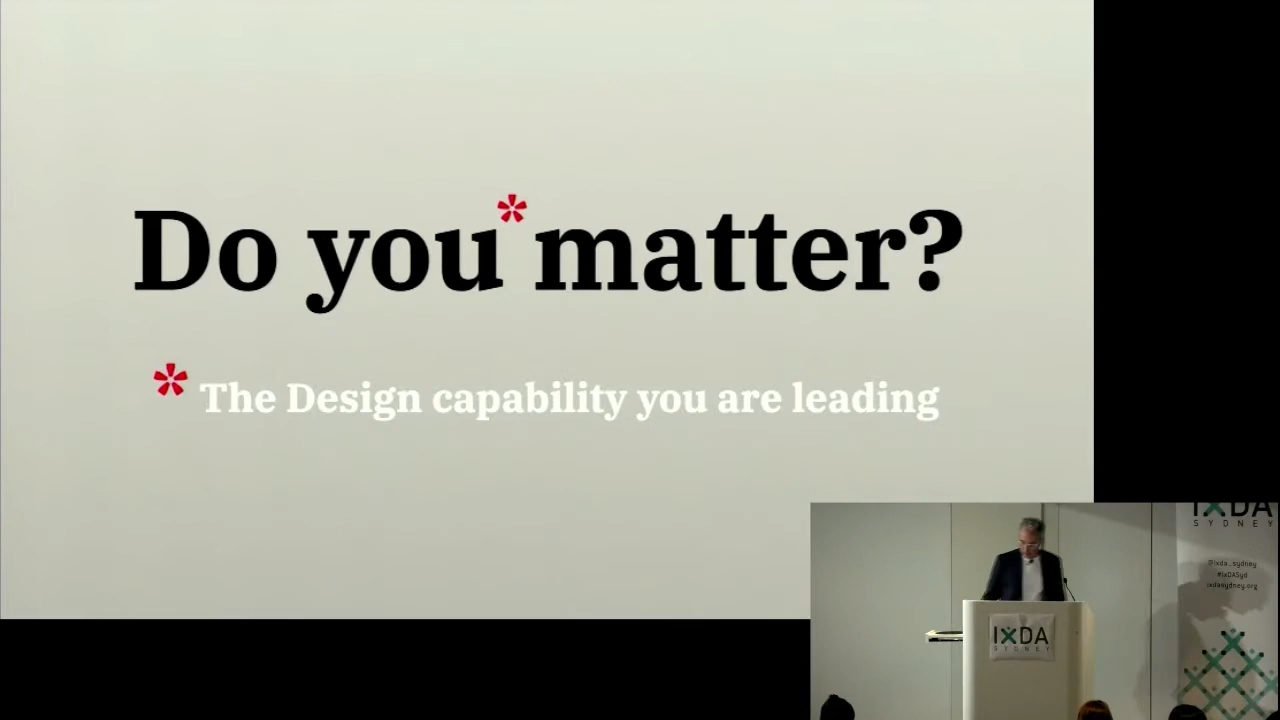 Do you* matter?
* The Design capability you are leading
IXDA
SYDNEY
@ixda_sydney
#IxDASyd
ixdasydney.org
IXDA
SYDNEY